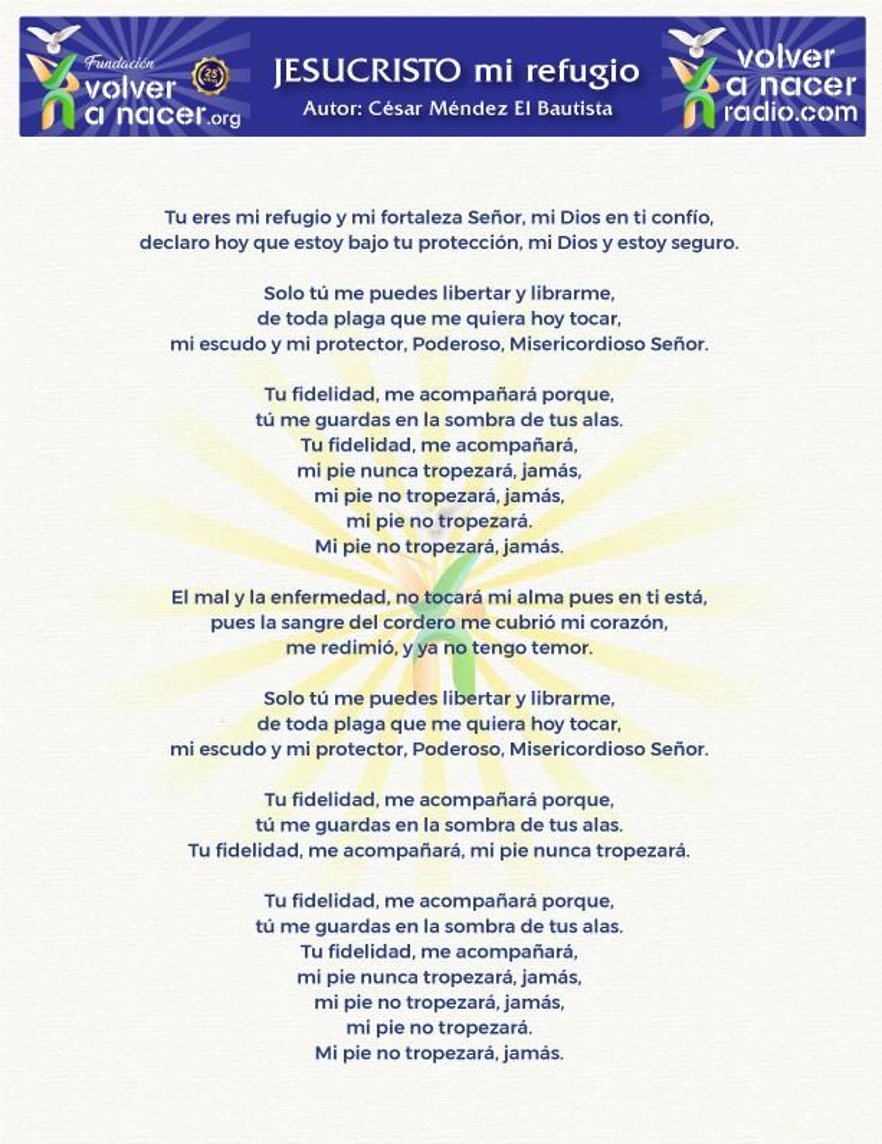 Fundación
volver
a nacer.org
25
JESUCRISTO mi refugio
Autor: César Méndez El Bautista
volver
a nacer
radio.com
Tu eres mi refugio y mi fortaleza Señor, mi Dios en ti confío,
declaro hoy que estoy bajo tu protección, mi Dios y estoy seguro.
Solo tú me puedes libertar y librarme,
de toda plaga que me quiera hoy tocar,
mi escudo y mi protector, Poderoso, Misericordioso Señor.
Tu fidelidad, me acompañará porque,
tú me guardas en la sombra de tus alas.
Tu fidelidad, me acompañará,
mi pie nunca tropezará, jamás,
mi pie no tropezará, jamás,
mi pie no tropezará.
Mi pie no tropezará, jamás.
El mal y la enfermedad, no tocará mi alma pues en ti está,
pues la sangre del cordero me cubrió mi corazón,
me redimió, y ya no tengo temor.
Solo tú me puedes libertar y librarme,
de toda plaga que me quiera hoy tocar,
mi escudo y mi protector, Poderoso, Misericordioso Señor.
Tu fidelidad, me acompañará porque,
tú me guardas en la sombra de tus alas.
Tu fidelidad, me acompañará, mi pie nunca tropezará.
Tu fidelidad, me acompañará porque,
tú me guardas en la sombra de tus alas.
Tu fidelidad, me acompañará,
mi pie nunca tropezará, jamás,
mi pie no tropezará, jamás,
mi pie no tropezará.
Mi pie no tropezará, jamás.